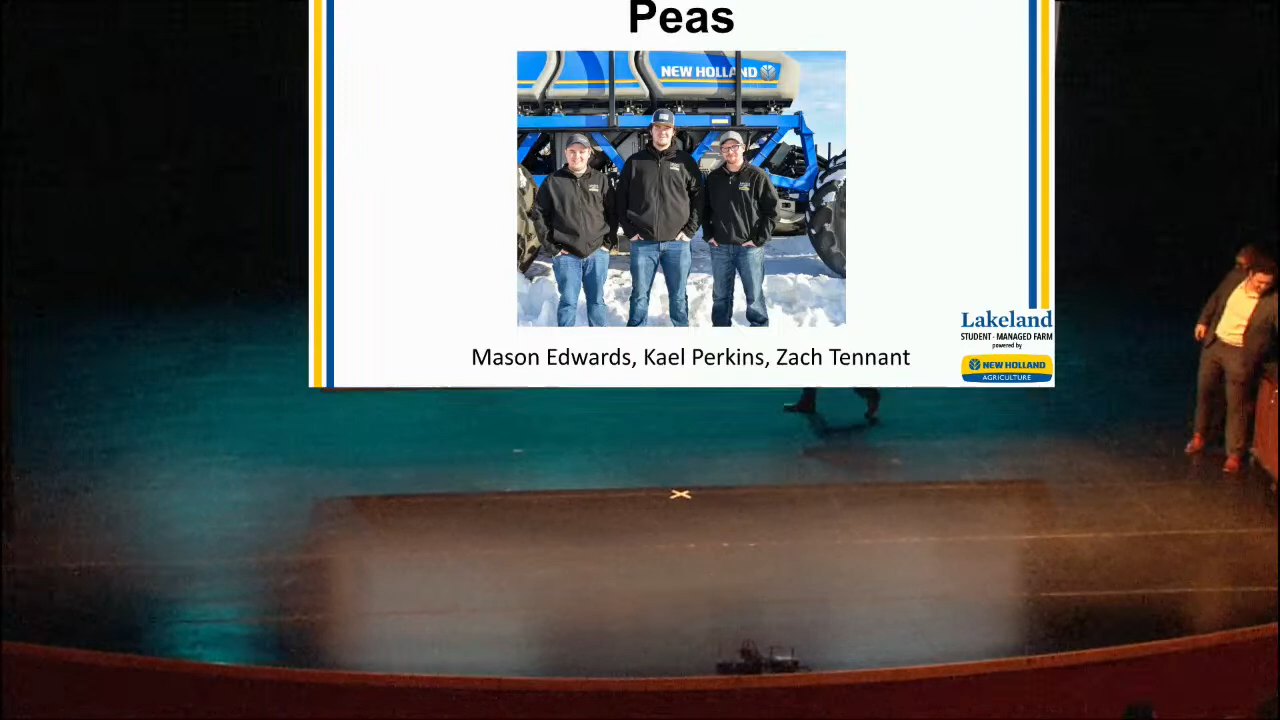 Peas
NEW HOLLAND
Mason Edwards, Kael Perkins, Zach Tennant
Lakeland
STUDENT - MANAGED FARM
powered by
NEW HOLLAND
AGRICULTURE